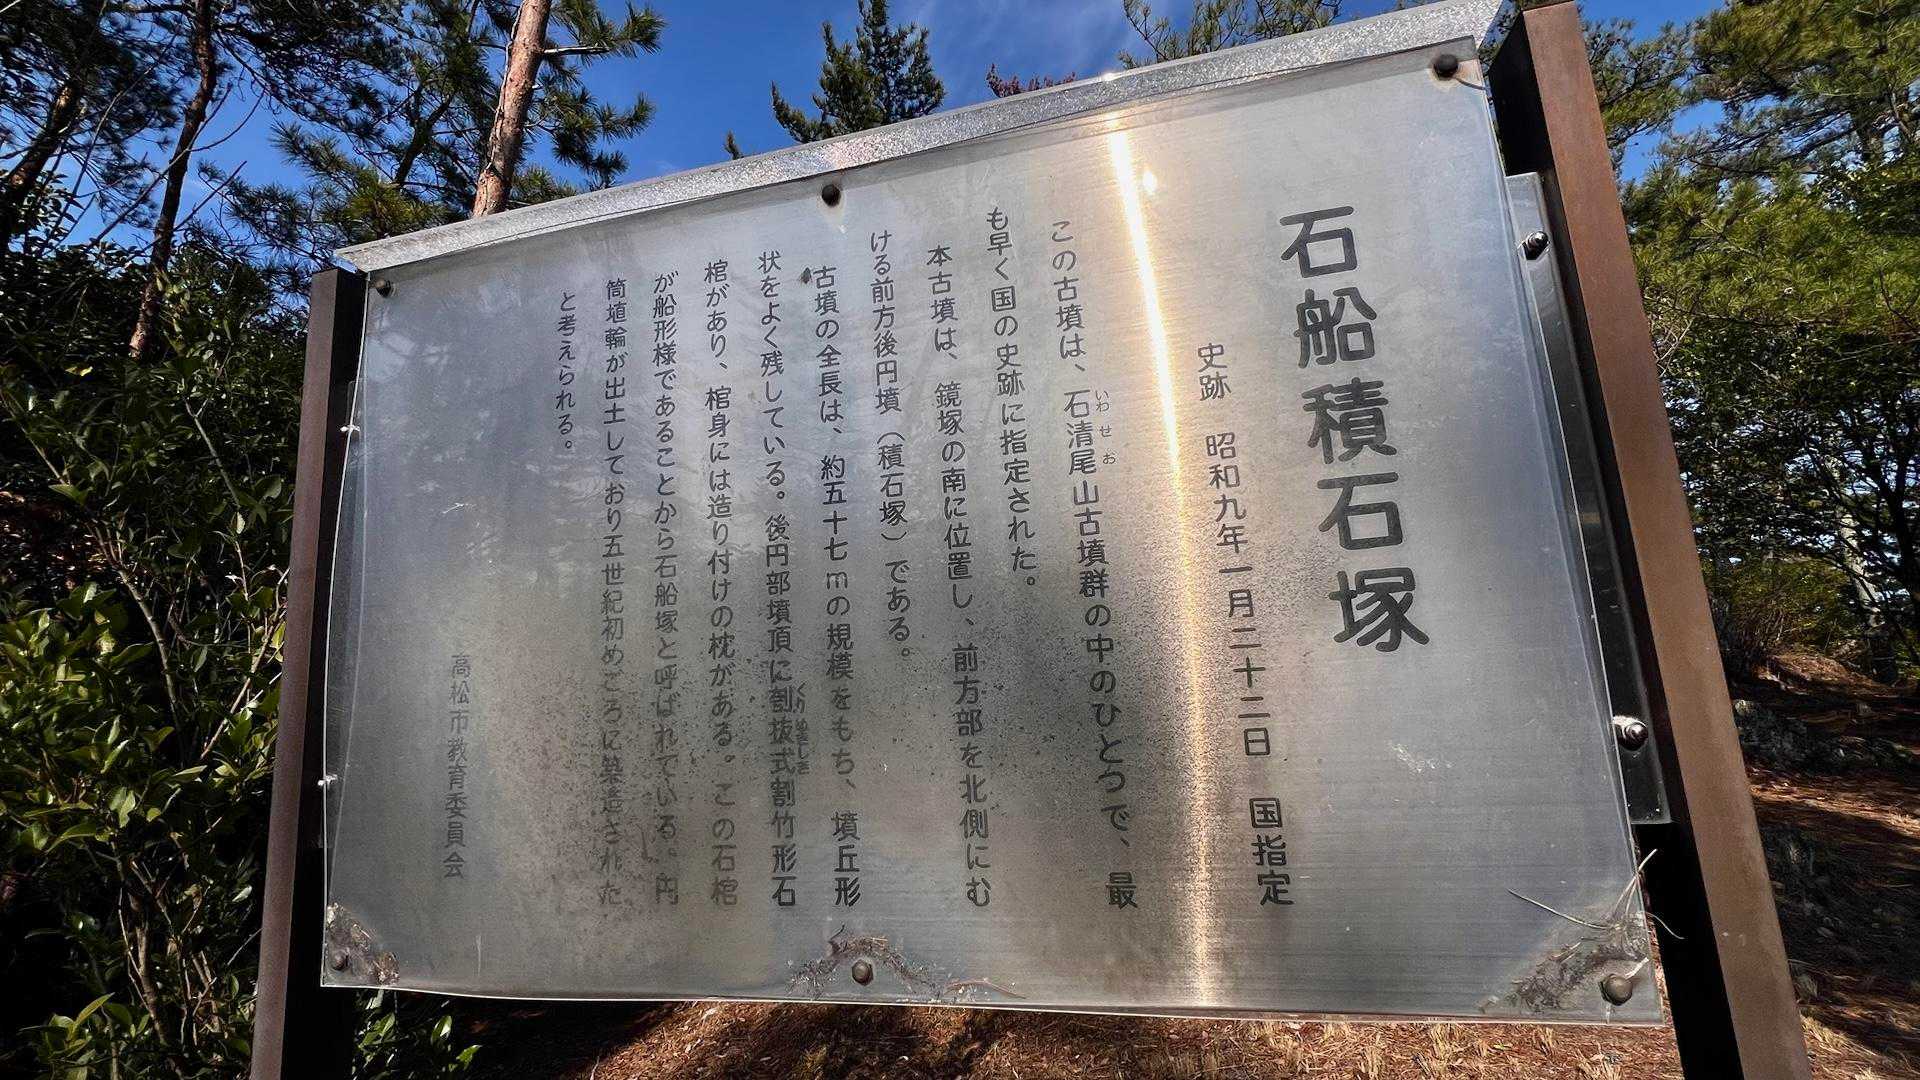 石船積石塚
史跡 昭和九年一月二十二日 国指定
この古墳は、石清尾山古墳群の中のひとつで、最
いわせお
も早く国の史跡に指定された。
本古墳は、鏡塚の南に位置し、前方部を北側にむ
ける前方後円墳(積石塚)である。
古墳の全長は、約五十七mの規模をもち、墳丘形
状をよく残している。後円部墳頂に刳抜式割竹形石
くりぬきしき
棺があり、棺身には造り付けの枕がある。この石棺
が船形様であることから石船塚と呼ばれている。円
筒埴輪が出土しており五世紀初めごろに築造された
と考えられる。
高松市教育委員会